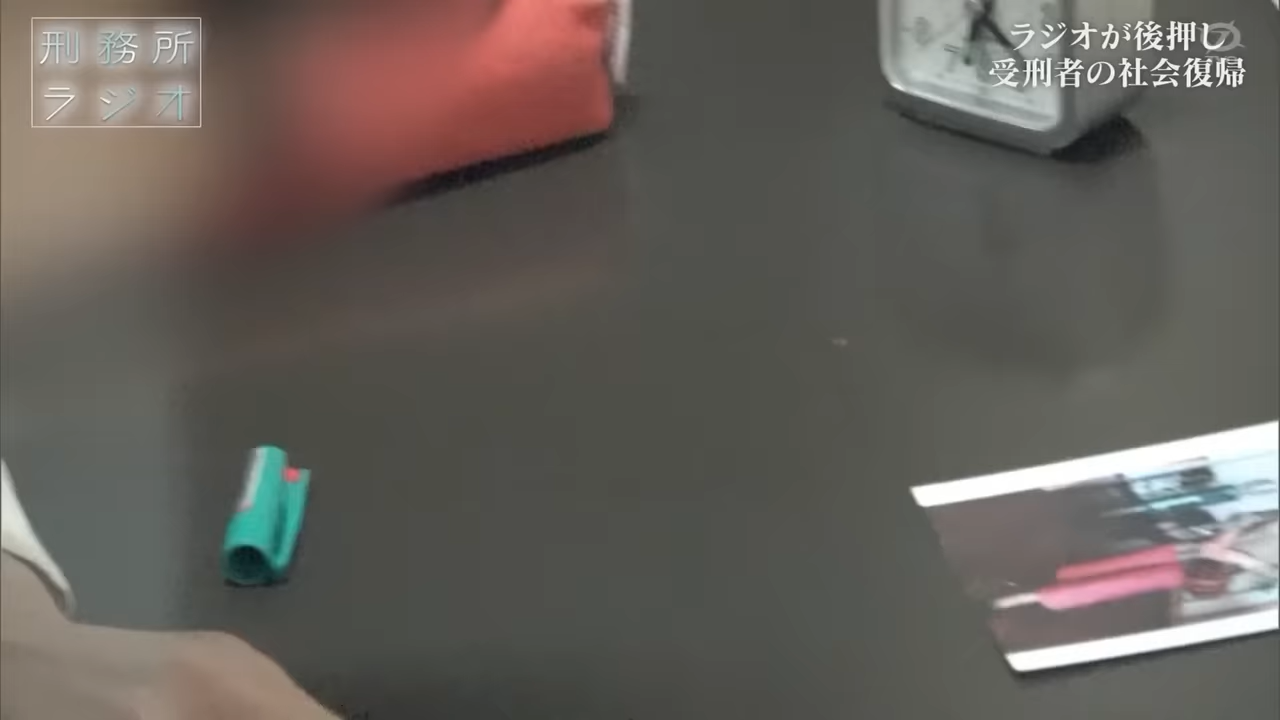 刑務所
ラジオ
ラジオが後押し
受刑者の社会復帰